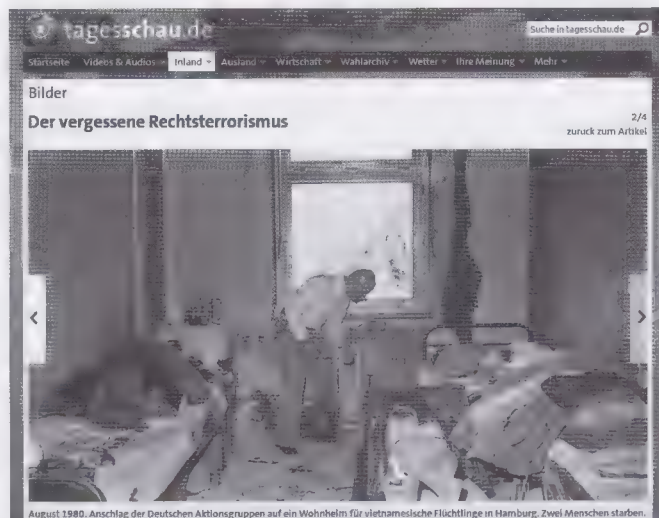 tagesschau.de
Suche in tagesschau.de
Startseite Videos & Audios Inland Ausland Wirtschaft Wahlarchiv Wetter Ihre Meinung Mehr
Bilder
Der vergessene Rechtsterrorismus
2/4
zuruck zum Artikel
August 1980. Anschlag der Deutschen Aktionsgruppen auf ein Wohnheim für vietnamesische Flüchtlinge in Hamburg. Zwei Menschen starben.